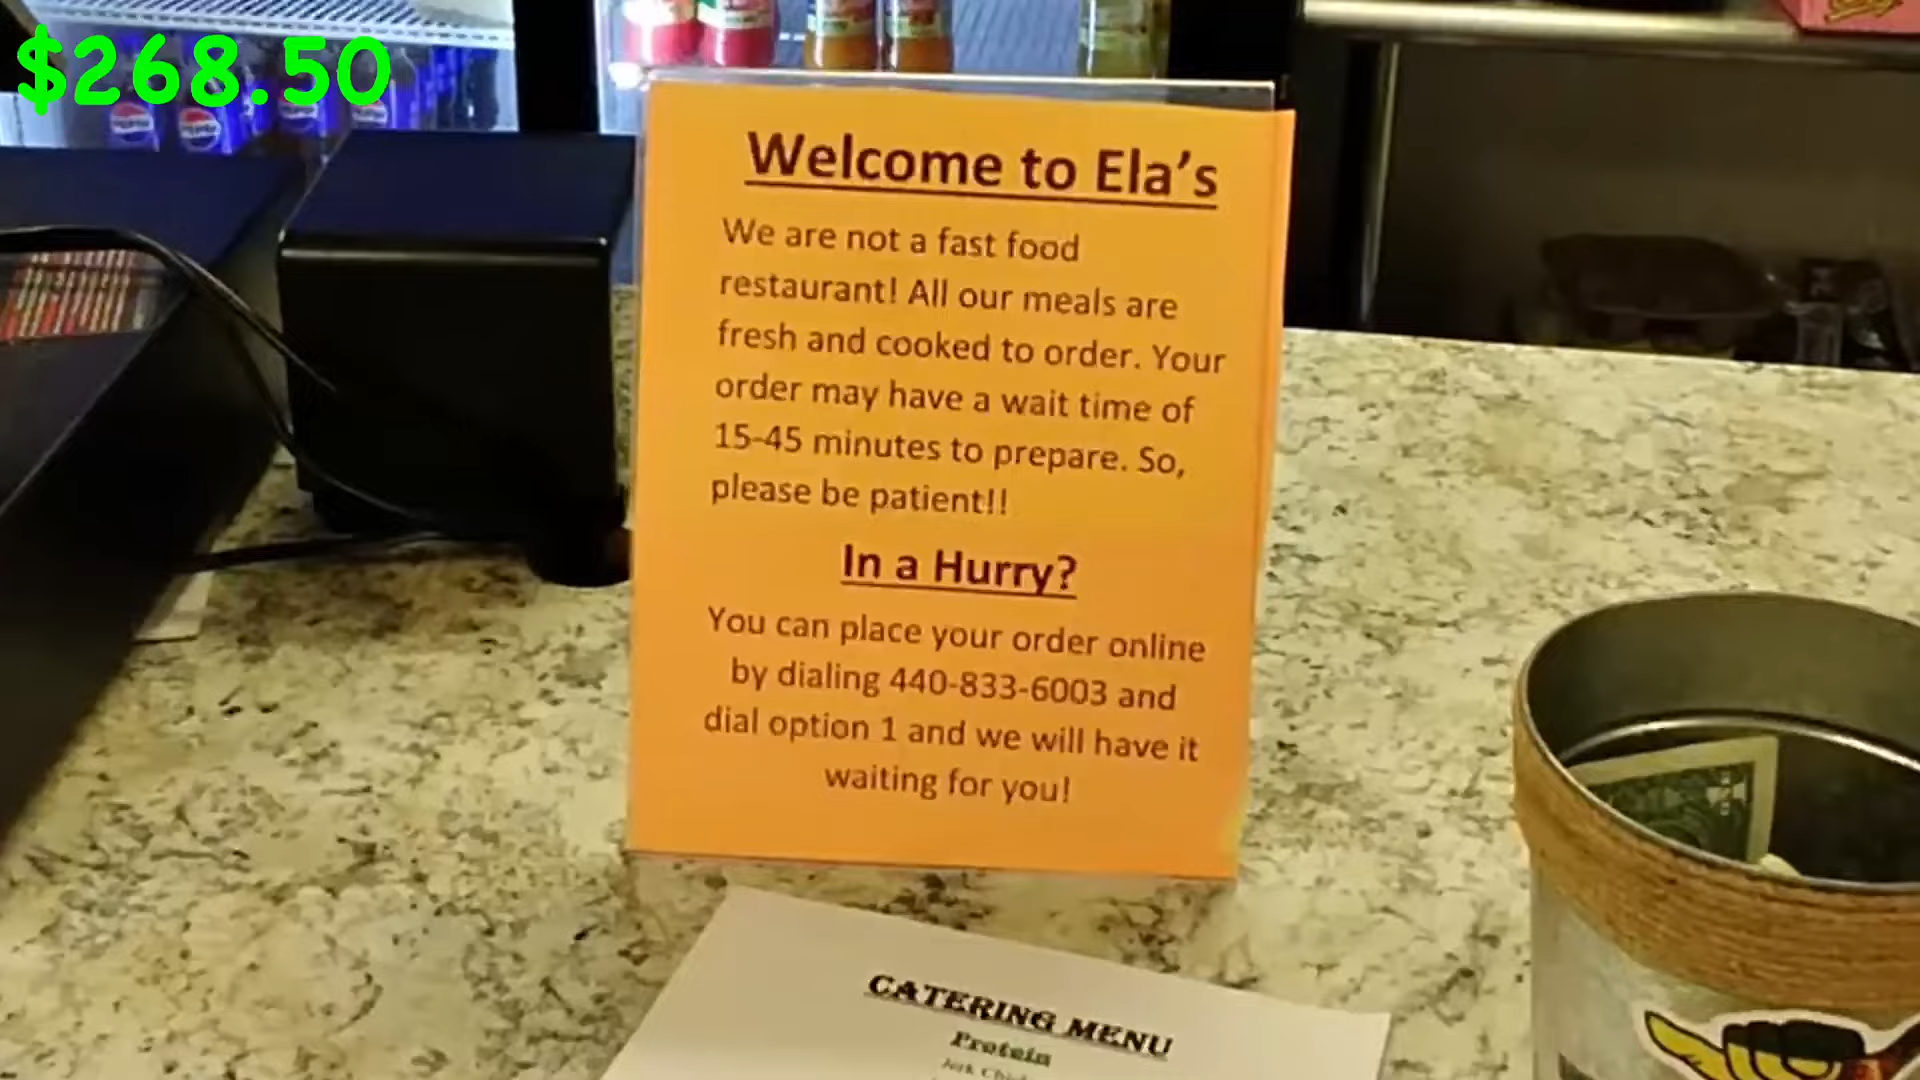 $268.50
Welcome to Ela's
We are not a fast food
restaurant! All our meals are
fresh and cooked to order. Your
order may have a wait time of
15-45 minutes to prepare. So,
please be patient!!
In a Hurry?
You can place your order online
by dialing 440-833-6003 and
dial option 1 and we will have it
waiting for you!
CATERING MENU
Protein
Jerk